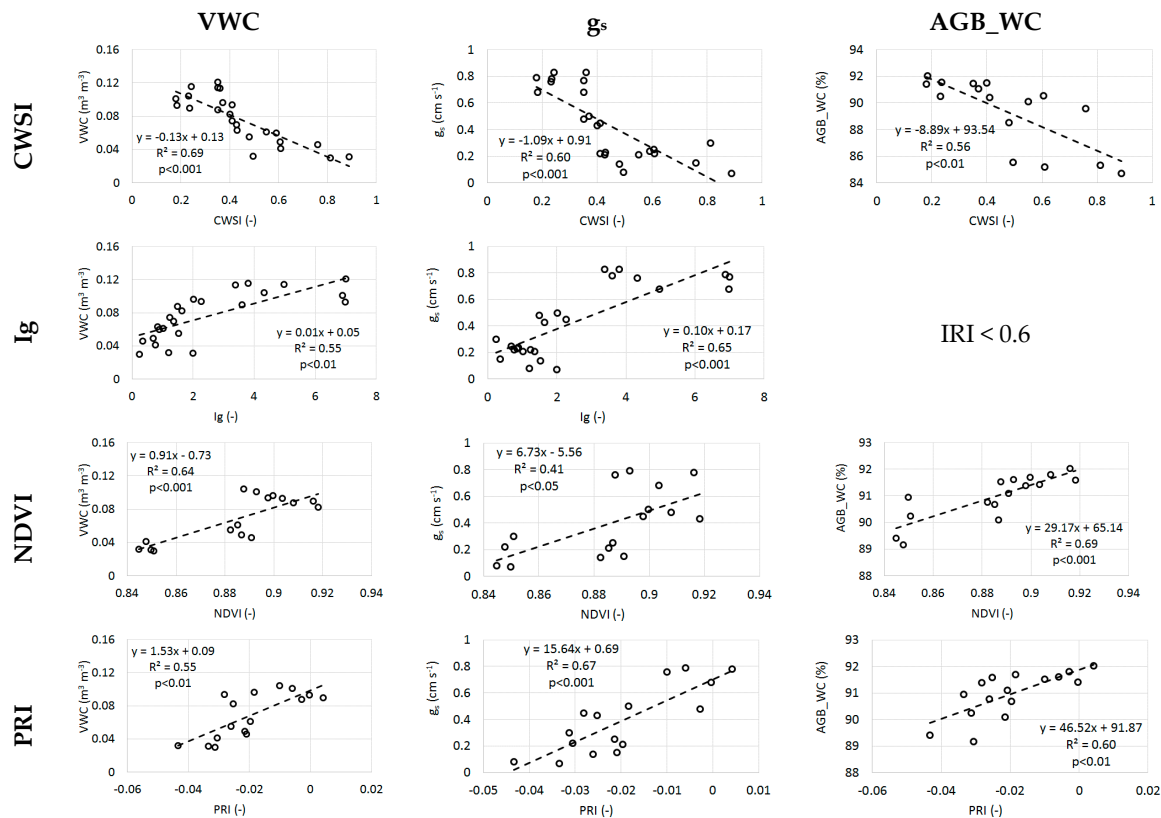 VWC
gₛ
AGB_WC
CWSI
VWC (m³ m⁻³)
0.16
0.12
0.08
0.04
0
y = -0.13x + 0.13
R² = 0.69
p<0.001
0 0.2 0.4 0.6 0.8 1
CWSI (-)
gₛ (cm s⁻¹)
1
0.8
0.6
0.4
0.2
0
y = -1.09x + 0.91
R² = 0.60
p<0.001
0 0.2 0.4 0.6 0.8 1
CWSI (-)
AGB_WC (%)
94
92
90
88
86
84
y = -8.89x + 93.54
R² = 0.56
p<0.01
0 0.2 0.4 0.6 0.8 1
CWSI (-)
Ig
VWC (m³ m⁻³)
0.16
0.12
0.08
0.04
0
y = 0.01x + 0.05
R² = 0.55
p<0.01
0 2 4 6 8
Ig (-)
gₛ (cm s⁻¹)
1
0.8
0.6
0.4
0.2
0
y = 0.10x + 0.17
R² = 0.65
p<0.001
0 2 4 6 8
Ig (-)
IRI < 0.6
NDVI
VWC (m³ m⁻³)
0.16
0.12
0.08
0.04
0
y = 0.91x - 0.73
R² = 0.64
p<0.001
0.84 0.86 0.88 0.9 0.92 0.94
NDVI (-)
gₛ (cm s⁻¹)
1
0.8
0.6
0.4
0.2
0
y = 6.73x - 5.56
R² = 0.41
p<0.05
0.84 0.86 0.88 0.9 0.92 0.94
NDVI (-)
AGB_WC (%)
93
92
91
90
89
88
y = 29.17x + 65.14
R² = 0.69
p<0.001
0.84 0.86 0.88 0.9 0.92 0.94
NDVI (-)
PRI
VWC (m³ m⁻³)
0.16
0.12
0.08
0.04
0
y = 1.53x + 0.09
R² = 0.55
p<0.01
-0.06 -0.04 -0.02 0 0.02
PRI (-)
gₛ (cm s⁻¹)
1
0.8
0.6
0.4
0.2
0
y = 15.64x + 0.69
R² = 0.67
p<0.001
-0.05 -0.04 -0.03 -0.02 -0.01 0 0.01
PRI (-)
AGB_WC (%)
93
92
91
90
89
88
y = 46.52x + 91.87
R² = 0.60
p<0.01
-0.06 -0.04 -0.02 0 0.02
PRI (-)